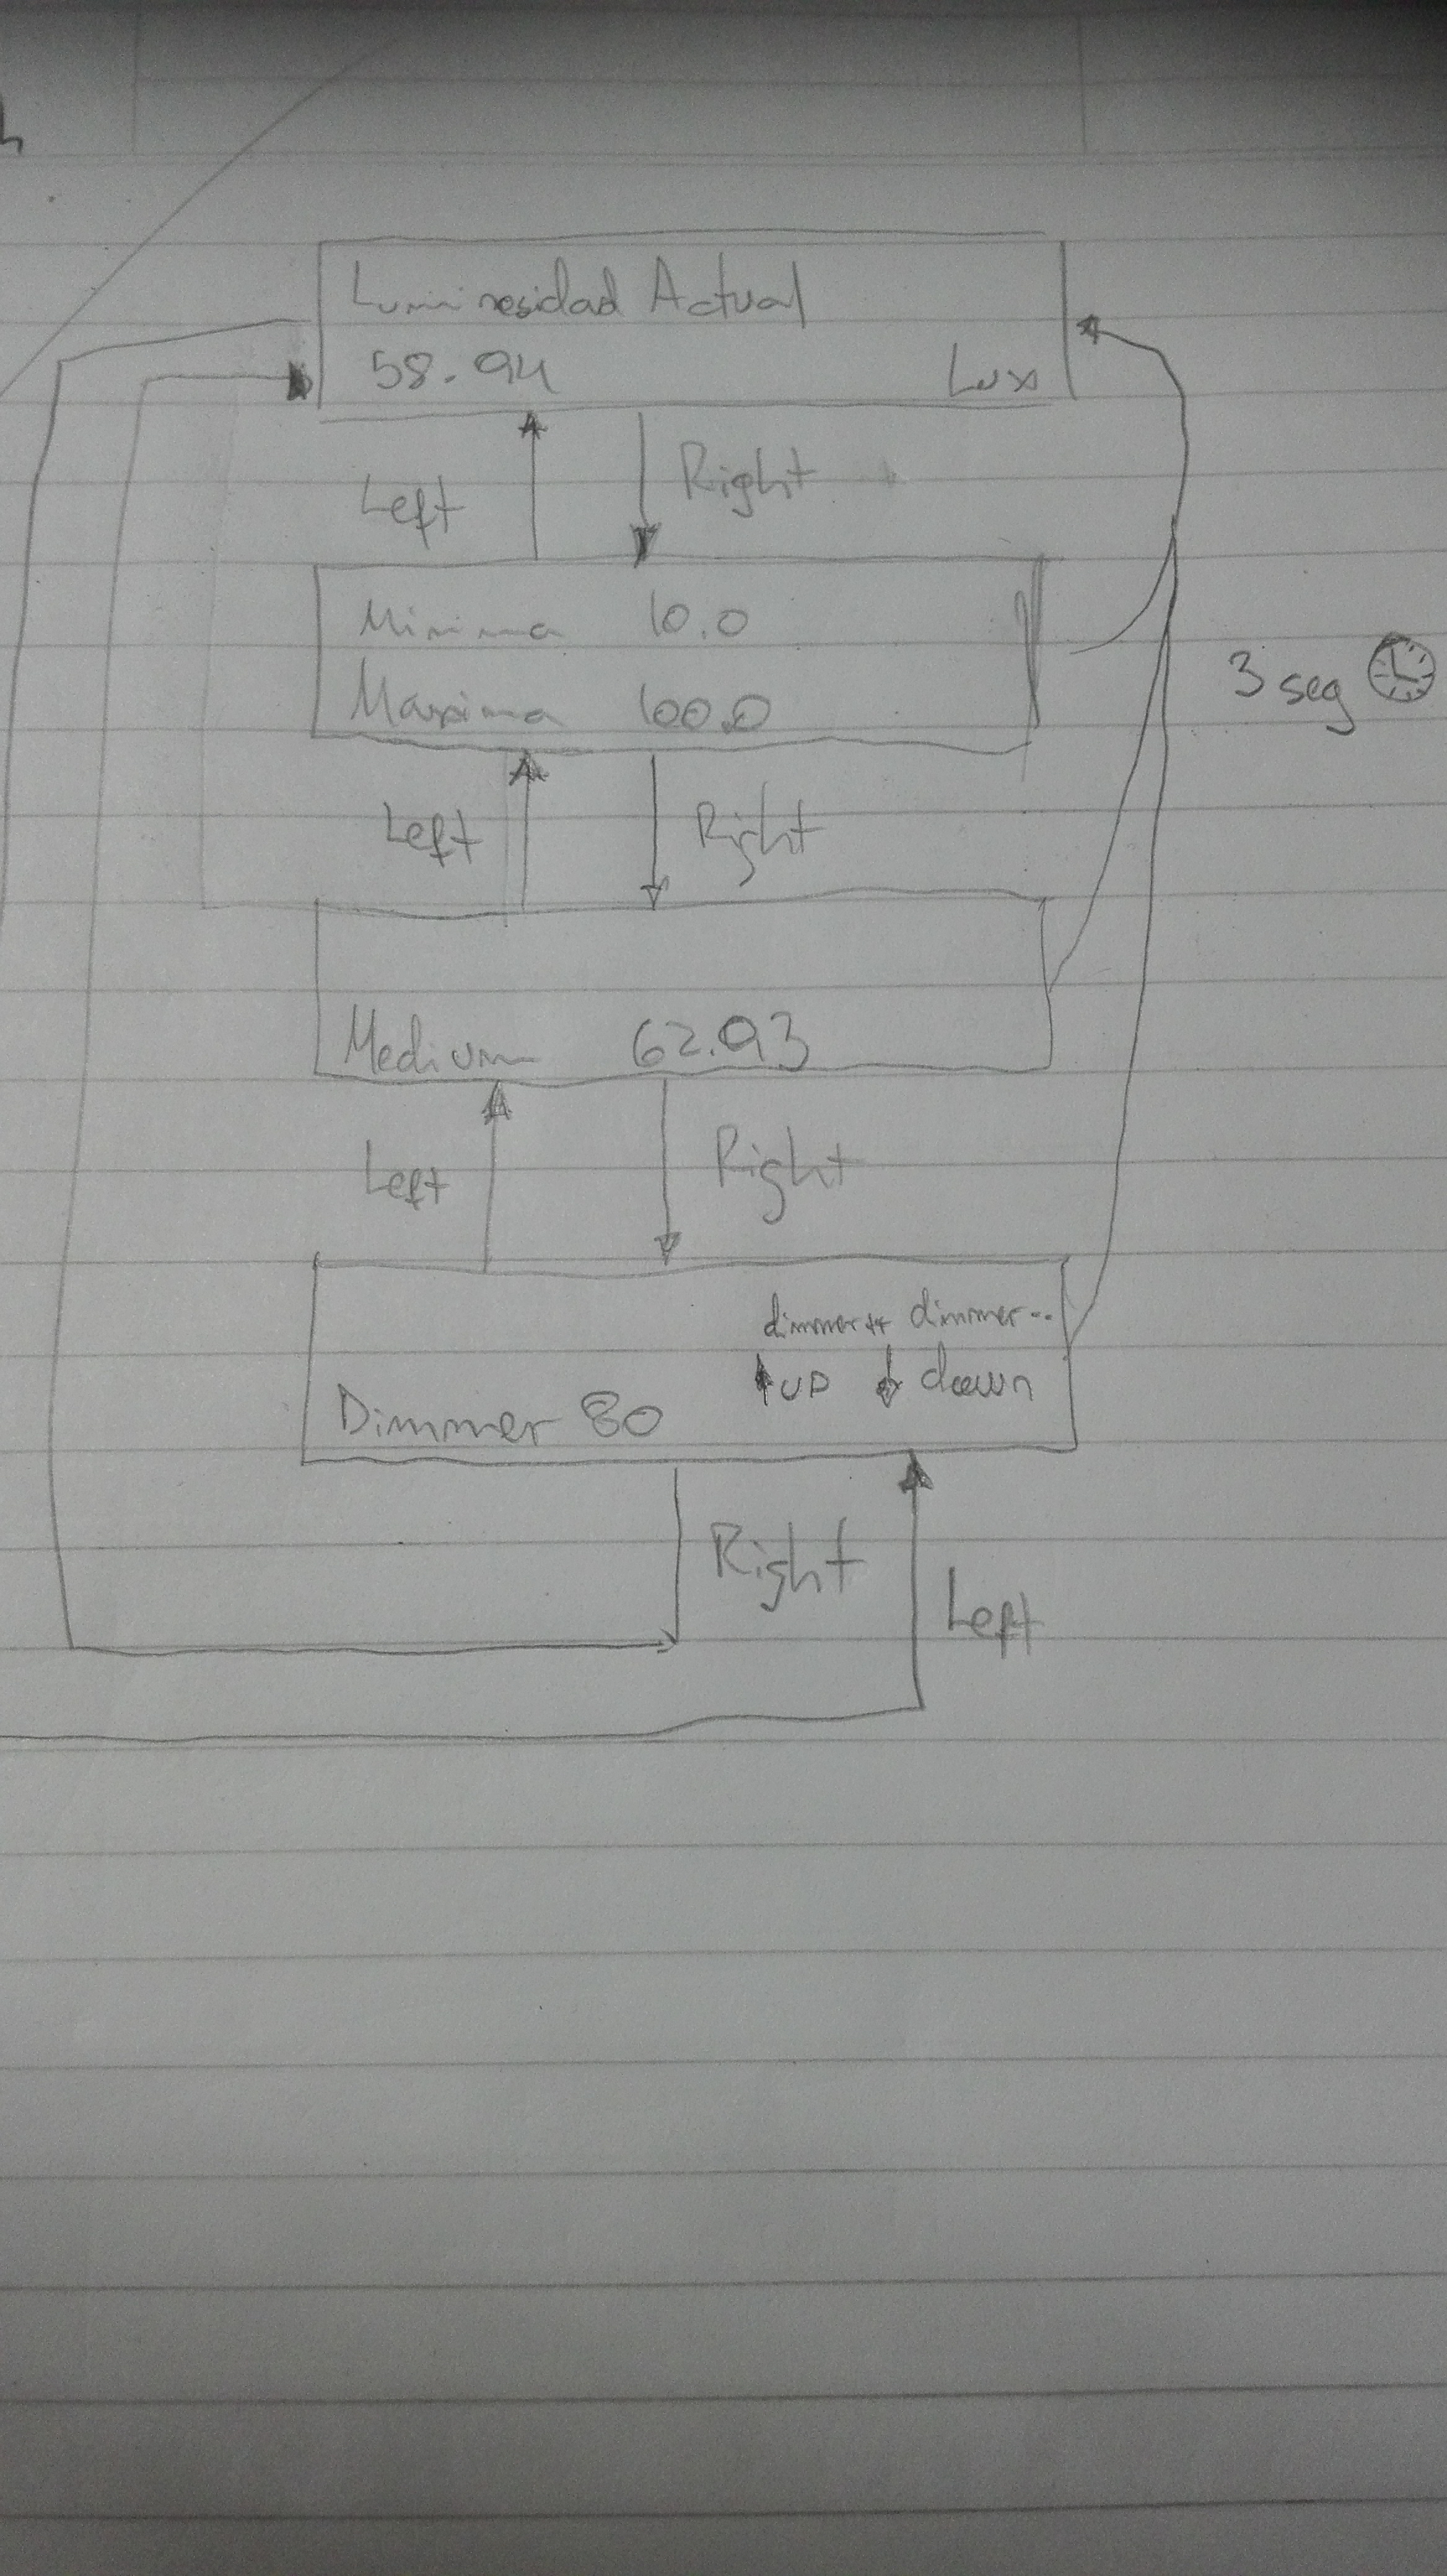 Luminosidad Actual
58.94 Lux
Left Right
Minima 10.0
Maxima 100.0
3 seg
Left Right
Medium 62.93
Left Right
dimmer++ dimmer--
up down
Dimmer 80
Right
Left